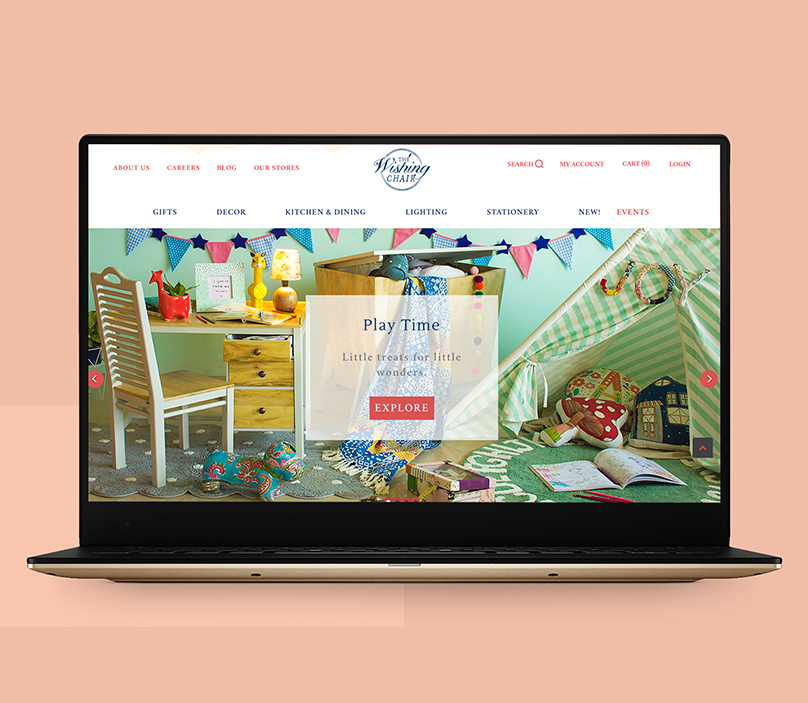 ABOUT US
CAREERS
BLOG
OUR STORES
THE
Wishing
CHAIR
SEARCH
MY ACCOUNT
CART (0)
LOGIN
GIFTS
DECOR
KITCHEN & DINING
LIGHTING
STATIONERY
NEW!
EVENTS
Play Time
Little treats for little
wonders.
EXPLORE